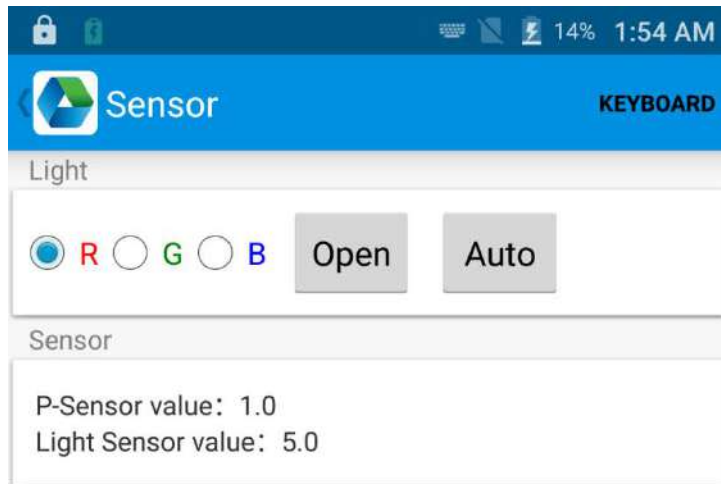 14% 1:54 AM
Sensor KEYBOARD
Light
R G B Open Auto
Sensor
P-Sensor value：1.0
Light Sensor value：5.0